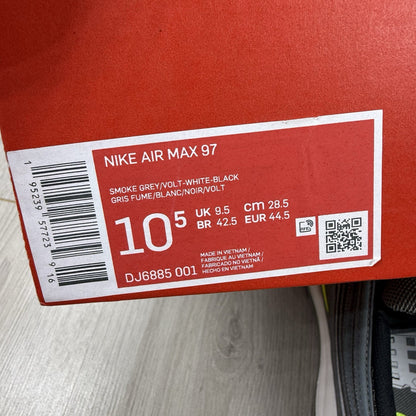 NIKE AIR MAX 97
SMOKE GREY/VOLT-WHITE-BLACK
GRIS FUME/BLANC/NOIR/VOLT
10⁵ UK 9.5 CM 28.5
BR 42.5 EUR 44.5
DJ6885 001
MADE IN VIETNAM /
FABRIQUÉ AU VIETNAM /
FABRICADO NO VIETNÃ /
HECHO EN VIETNAM
1 95239 57723 9 16